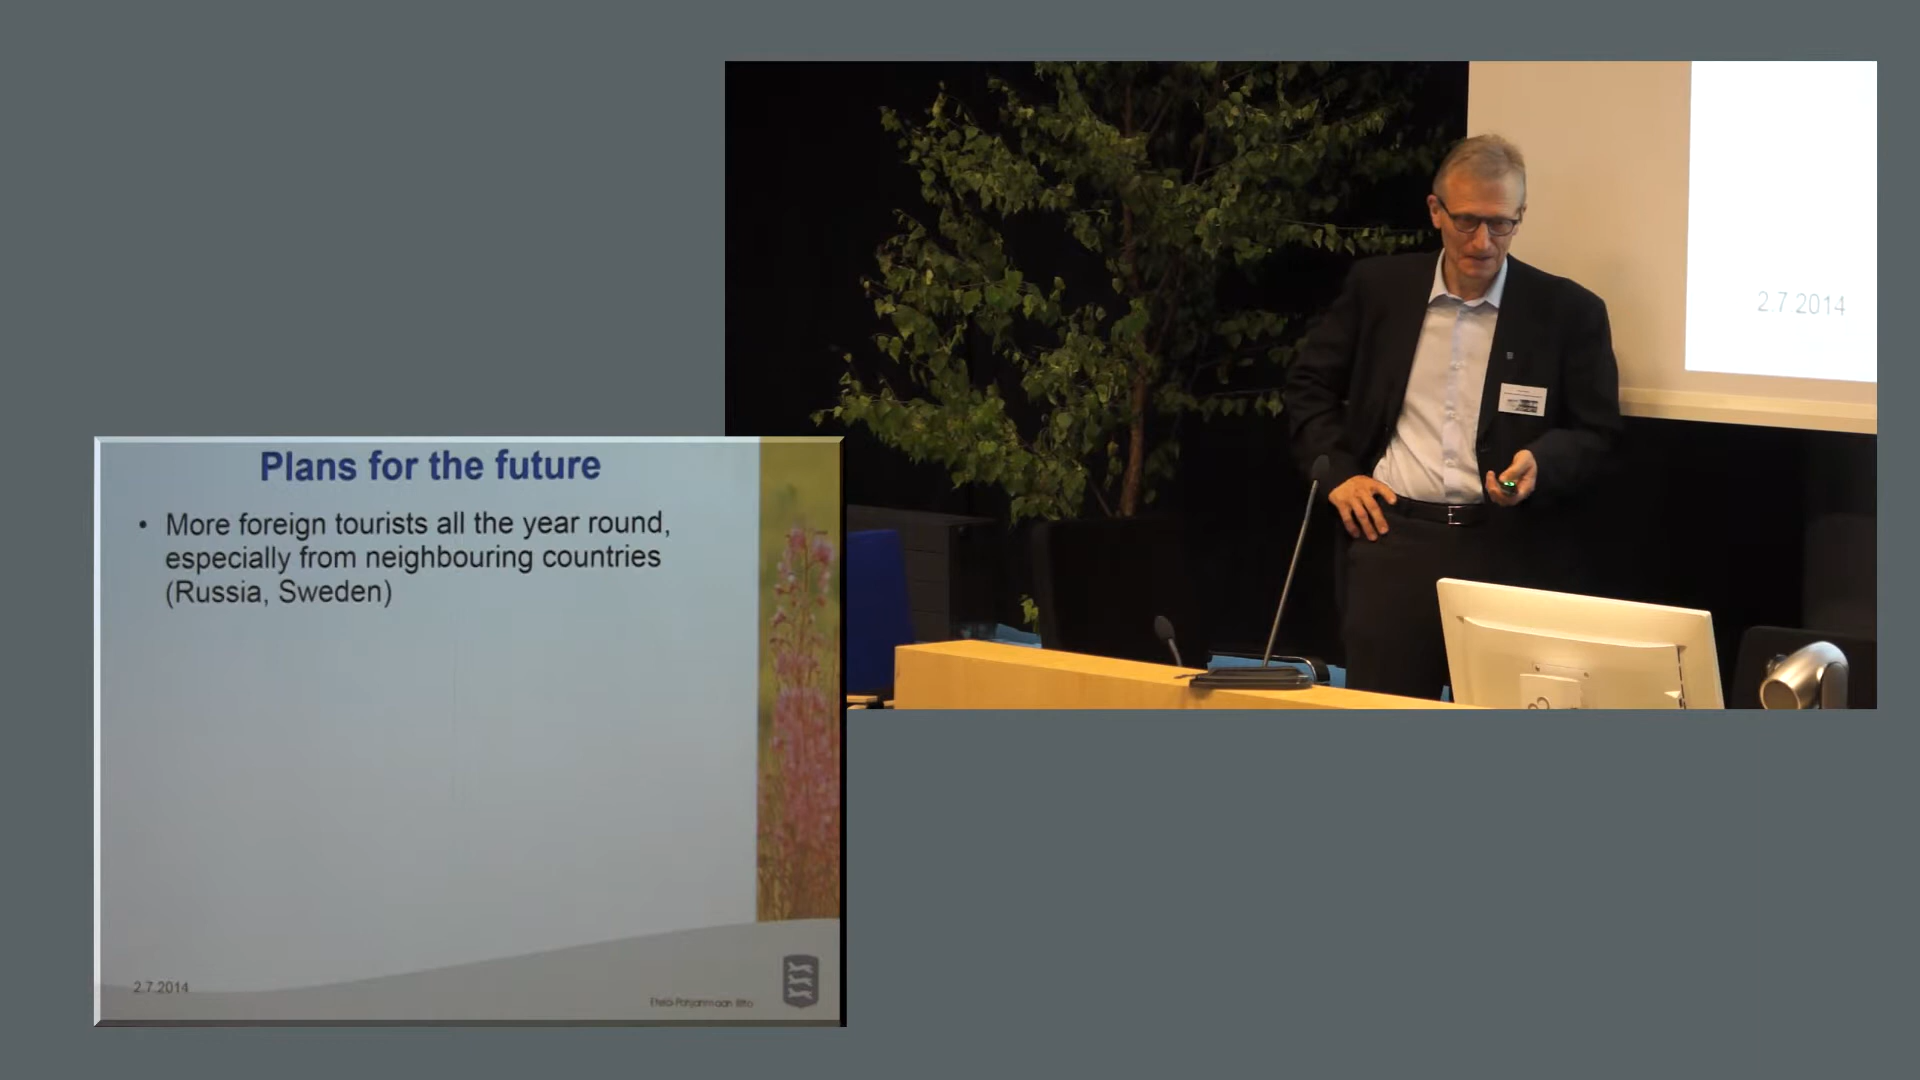 Plans for the future
• More foreign tourists all the year round,
especially from neighbouring countries
(Russia, Sweden)
2.7.2014
Etelä-Pohjanmaan liitto
2.7 2014